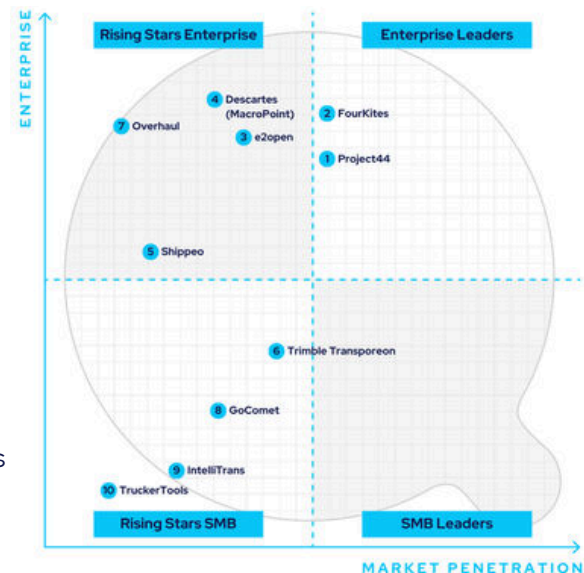 ENTERPRISE
Rising Stars Enterprise
Enterprise Leaders
4 Descartes
(MacroPoint)
2 FourKites
7 Overhaul
3 e2open
1 Project44
5 Shippeo
6 Trimble Transporeon
8 GoComet
s
9 IntelliTrans
10 TruckerTools
Rising Stars SMB
SMB Leaders
MARKET PENETRATION